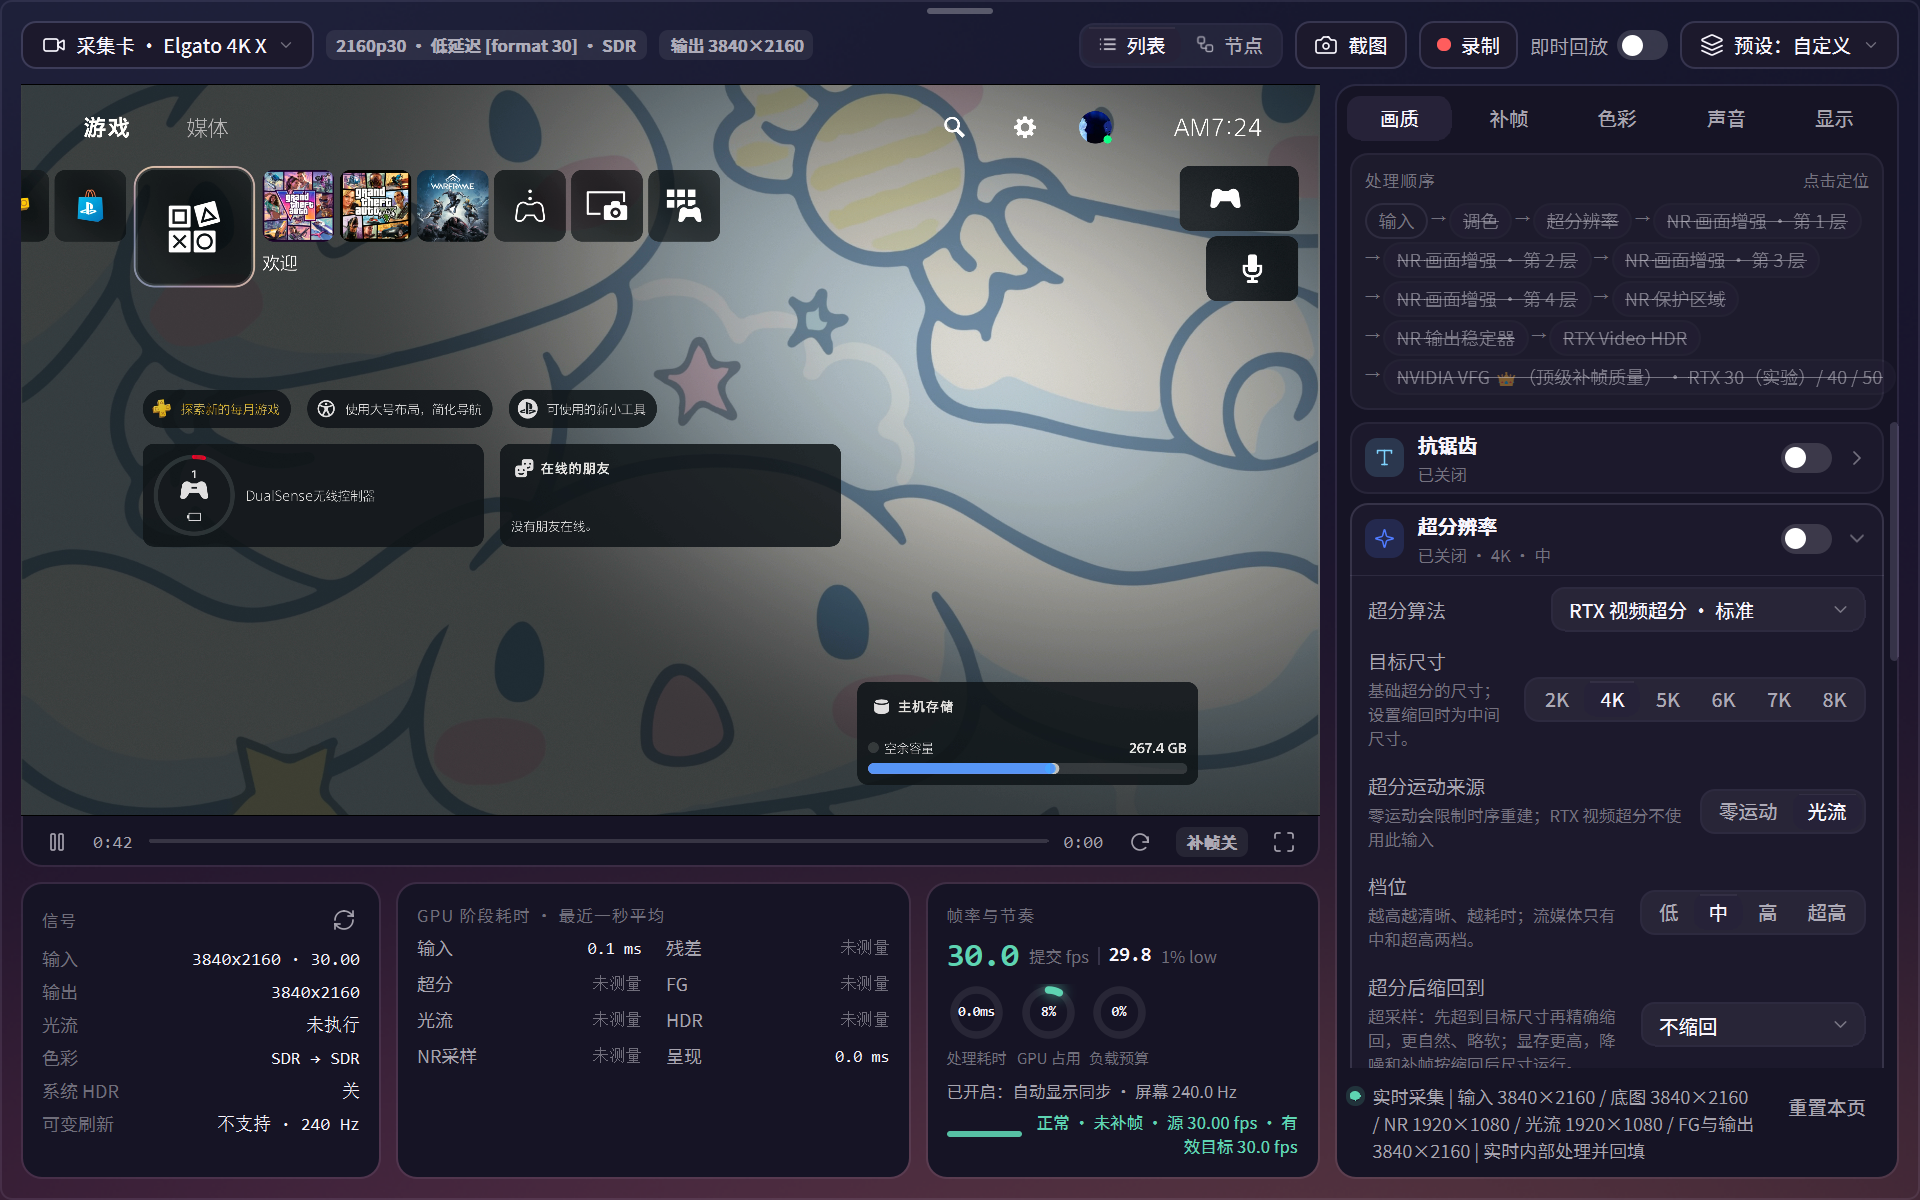 采集卡 • Elgato 4K X
2160p30 • 低延迟 [format 30] • SDR
输出 3840×2160
列表
节点
截图
录制
即时回放
预设：自定义
游戏
媒体
AM7:24
欢迎
探索新的每月游戏
使用大号布局，简化导航
可使用的新小工具
1
DualSense无线控制器
在线的朋友
没有朋友在线。
主机存储
空余容量
267.4 GB
0:42
0:00
补帧关
画质
补帧
色彩
声音
显示
处理顺序
点击定位
输入 → 调色 → 超分辨率 → NR 画面增强 • 第 1 层
→ NR 画面增强 • 第 2 层 → NR 画面增强 • 第 3 层
→ NR 画面增强 • 第 4 层 → NR 保护区域
→ NR 输出稳定器 → RTX Video HDR
→ NVIDIA VFG 👑（顶级补帧质量） • RTX 30（实验）/ 40 / 50
抗锯齿
已关闭
超分辨率
已关闭 • 4K • 中
超分算法
RTX 视频超分 • 标准
目标尺寸
基础超分的尺寸；
设置缩回时为中间
尺寸。
2K 4K 5K 6K 7K 8K
超分运动来源
零运动会限制时序重建；RTX 视频超分不使
用此输入
零运动
光流
档位
越高越清晰、越耗时；流媒体只有
中和超高两档。
低 中 高 超高
超分后缩回到
超采样：先超到目标尺寸再精确缩
回，更自然、略软；显存更高，降
噪和补帧按缩回后尺寸运行。
不缩回
实时采集 | 输入 3840×2160 / 底图 3840×2160
/ NR 1920×1080 / 光流 1920×1080 / FG与输出
3840×2160 | 实时内部处理并回填
重置本页
信号
输入 3840x2160 • 30.00
输出 3840x2160
光流 未执行
色彩 SDR → SDR
系统 HDR 关
可变刷新 不支持 • 240 Hz
GPU 阶段耗时 • 最近一秒平均
输入 0.1 ms 残差 未测量
超分 未测量 FG 未测量
光流 未测量 HDR 未测量
NR采样 未测量 呈现 0.0 ms
帧率与节奏
30.0 提交 fps | 29.8 1% low
0.0ms 8% 0%
处理耗时 GPU 占用 负载预算
已开启：自动显示同步 • 屏幕 240.0 Hz
正常 • 未补帧 • 源 30.00 fps • 有
效目标 30.0 fps